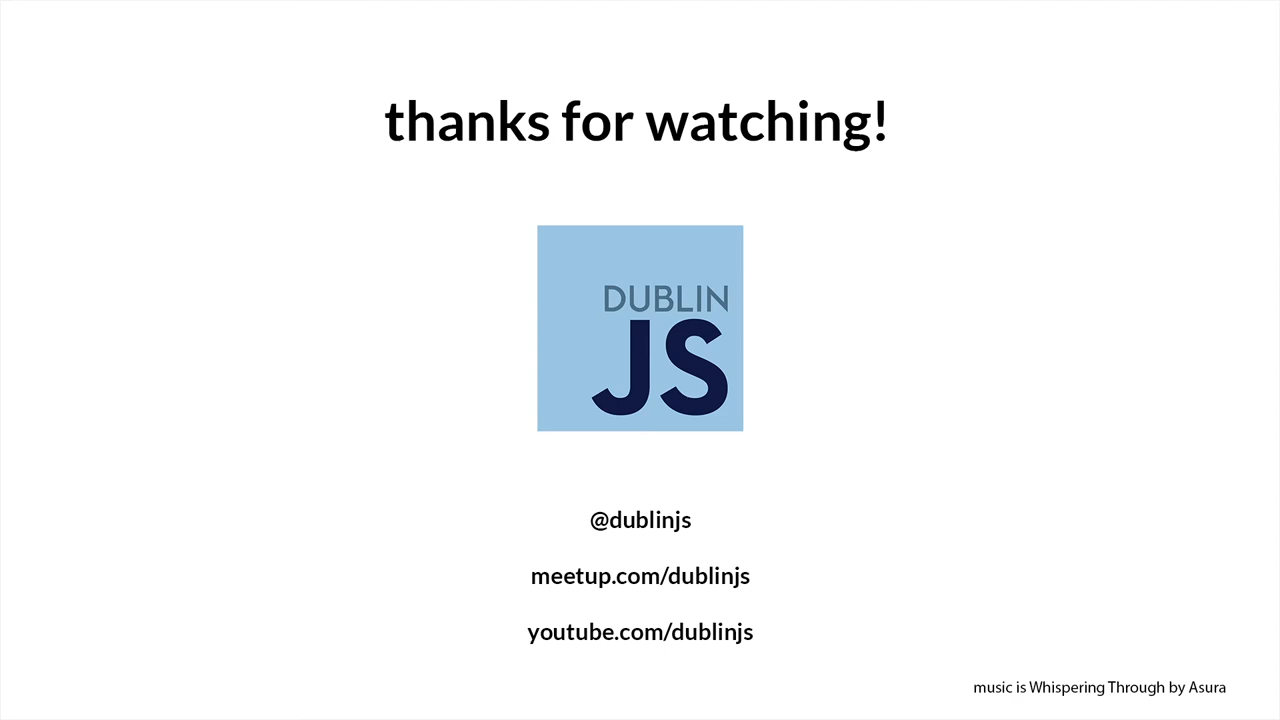 thanks for watching!
DUBLIN
JS
@dublinjs
meetup.com/dublinjs
youtube.com/dublinjs
music is Whispering Through by Asura